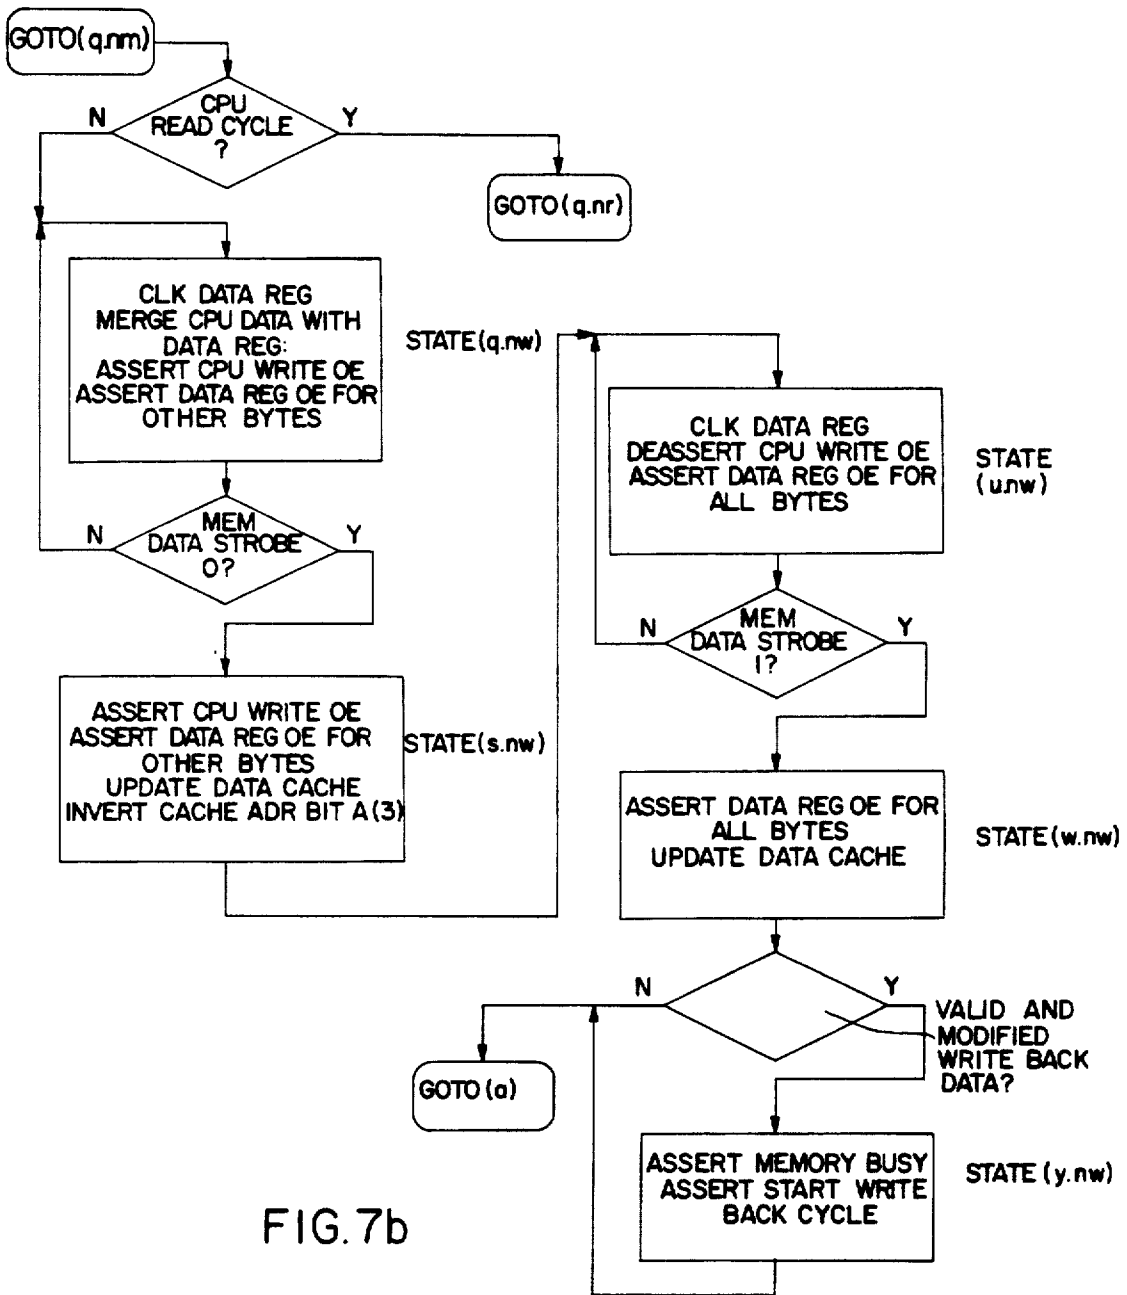 GOTO(q.nm)
CPU
READ CYCLE
?
N
Y
GOTO(q.nr)
CLK DATA REG
MERGE CPU DATA WITH
DATA REG:
ASSERT CPU WRITE OE
ASSERT DATA REG OE FOR
OTHER BYTES
STATE(q.nw)
MEM
DATA STROBE
0?
N
Y
ASSERT CPU WRITE OE
ASSERT DATA REG OE FOR
OTHER BYTES
UPDATE DATA CACHE
INVERT CACHE ADR BIT A(3)
STATE(s.nw)
CLK DATA REG
DEASSERT CPU WRITE OE
ASSERT DATA REG OE FOR
ALL BYTES
STATE
(u.nw)
MEM
DATA STROBE
1?
N
Y
ASSERT DATA REG OE FOR
ALL BYTES
UPDATE DATA CACHE
STATE(w.nw)
N
Y
VALID AND
MODIFIED
WRITE BACK
DATA?
GOTO(a)
ASSERT MEMORY BUSY
ASSERT START WRITE
BACK CYCLE
STATE(y.nw)
FIG.7b